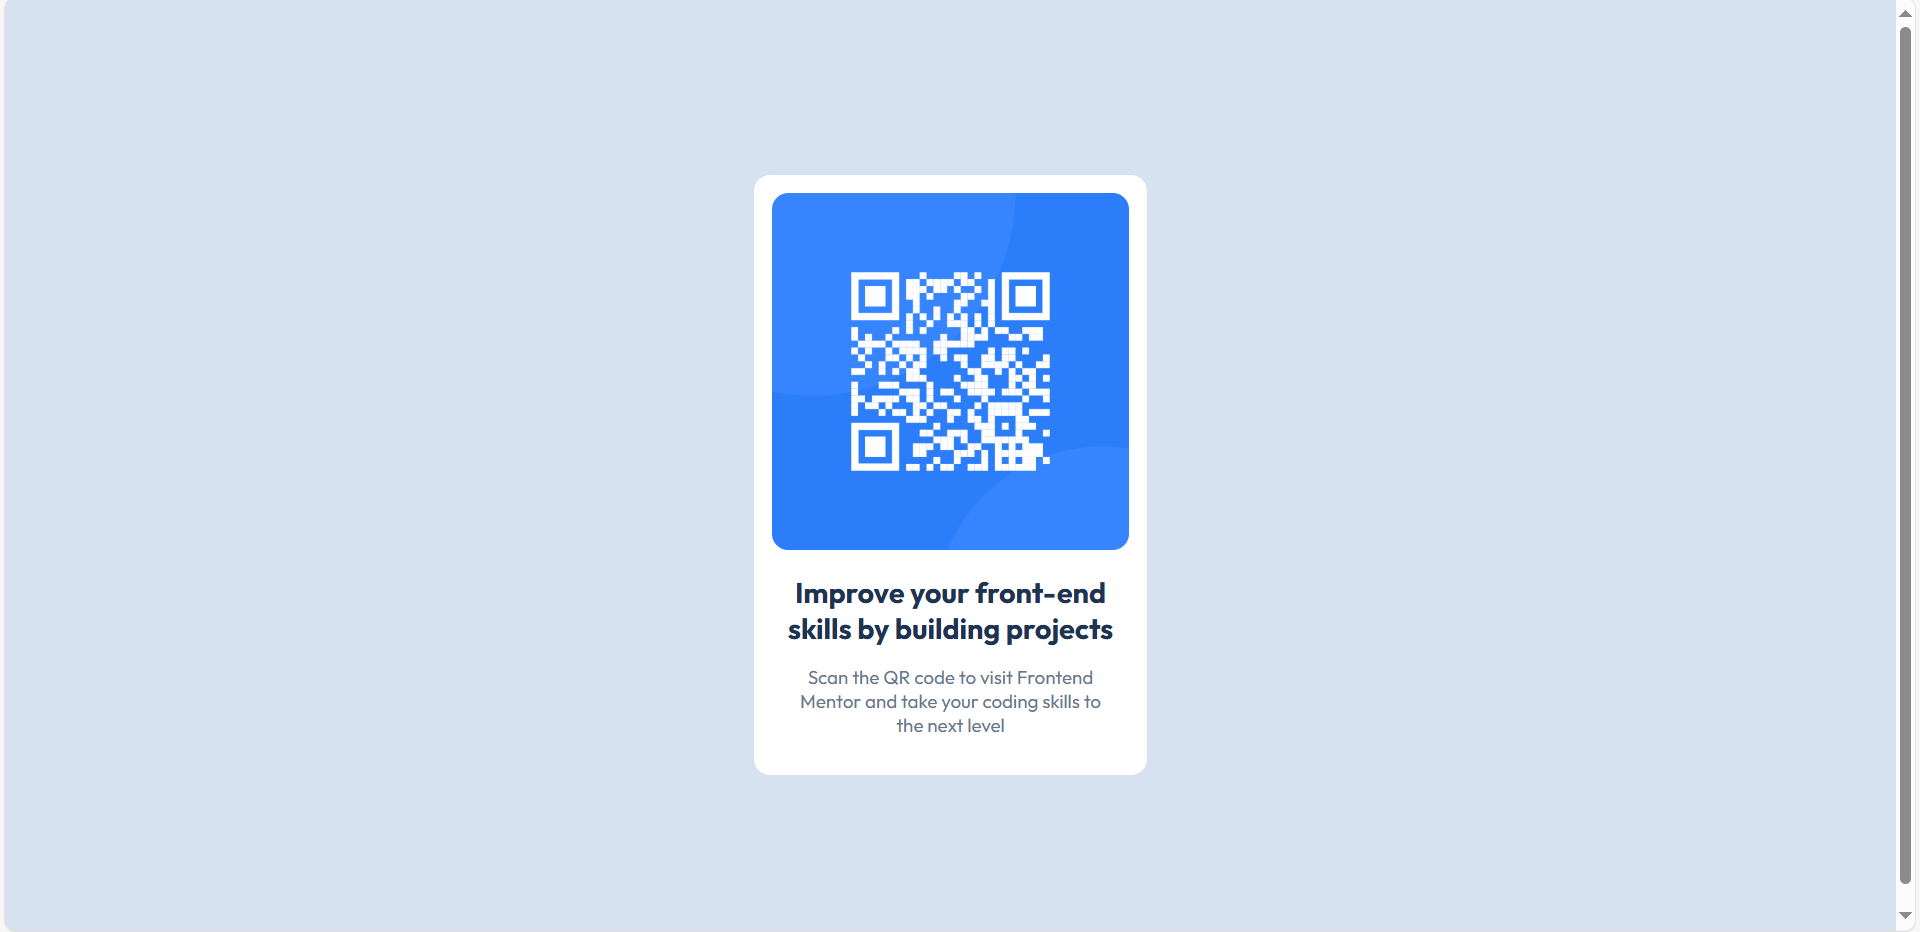 Improve your front-end
skills by building projects
Scan the QR code to visit Frontend
Mentor and take your coding skills to
the next level